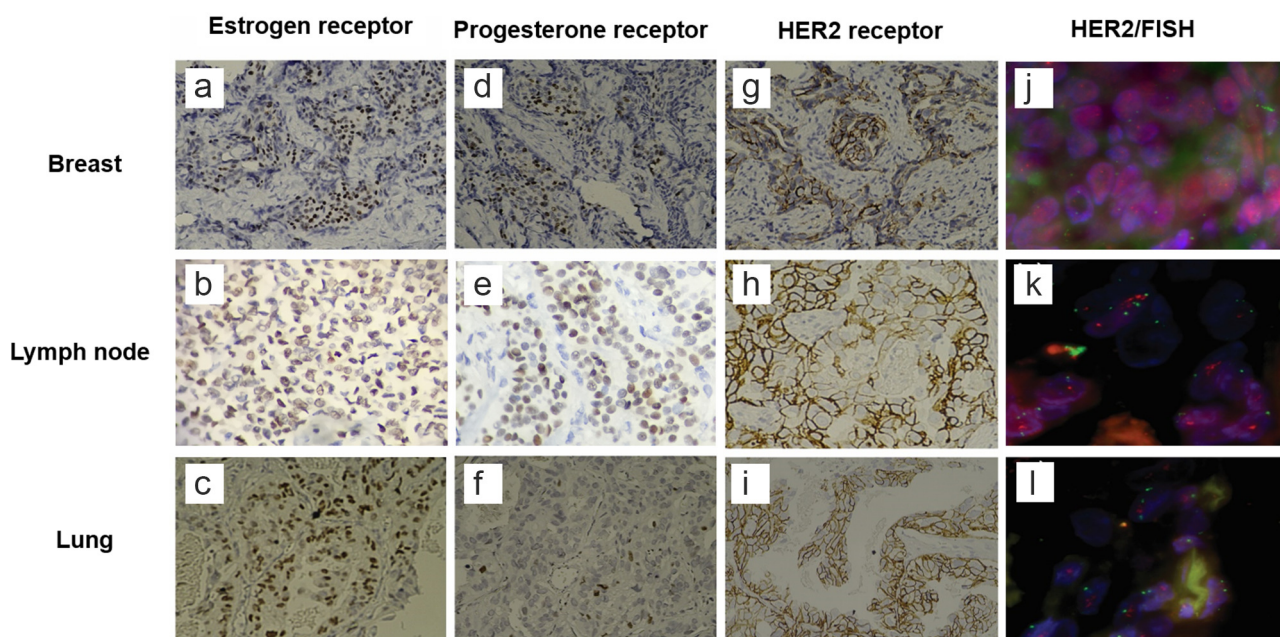 Estrogen receptor Progesterone receptor HER2 receptor HER2/FISH
a d g j
Breast
b e h k
Lymph node
c f i l
Lung